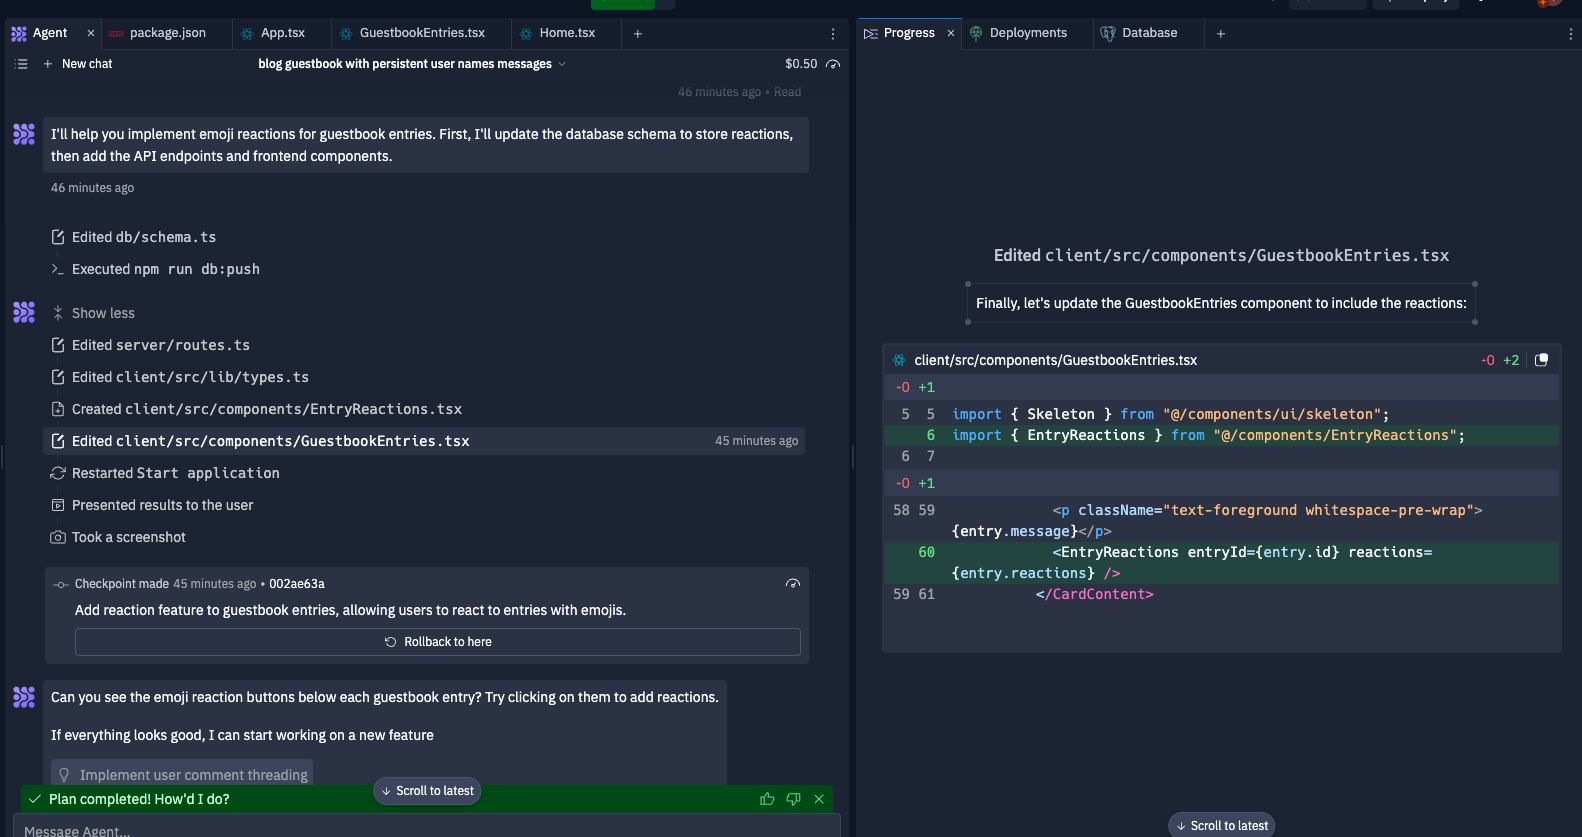 Agent
package.json
App.tsx
GuestbookEntries.tsx
Home.tsx
Progress
Deployments
Database
New chat
blog guestbook with persistent user names messages
$0.50
46 minutes ago • Read
I'll help you implement emoji reactions for guestbook entries. First, I'll update the database schema to store reactions,
then add the API endpoints and frontend components.
46 minutes ago
Edited db/schema.ts
Executed npm run db:push
Show less
Edited server/routes.ts
Edited client/src/lib/types.ts
Created client/src/components/EntryReactions.tsx
Edited client/src/components/GuestbookEntries.tsx
45 minutes ago
Restarted Start application
Presented results to the user
Took a screenshot
Checkpoint made 45 minutes ago • 002ae63a
Add reaction feature to guestbook entries, allowing users to react to entries with emojis.
Rollback to here
Can you see the emoji reaction buttons below each guestbook entry? Try clicking on them to add reactions.
If everything looks good, I can start working on a new feature
Implement user comment threading
Scroll to latest
Plan completed! How'd I do?
Message Agent...
Edited client/src/components/GuestbookEntries.tsx
Finally, let's update the GuestbookEntries component to include the reactions:
client/src/components/GuestbookEntries.tsx
-0 +2
-0 +1
5 5 import { Skeleton } from "@/components/ui/skeleton";
6 import { EntryReactions } from "@/components/EntryReactions";
6 7
-0 +1
58 59 <p className="text-foreground whitespace-pre-wrap">
{entry.message}</p>
60 <EntryReactions entryId={entry.id} reactions=
{entry.reactions} />
59 61 </CardContent>
Scroll to latest